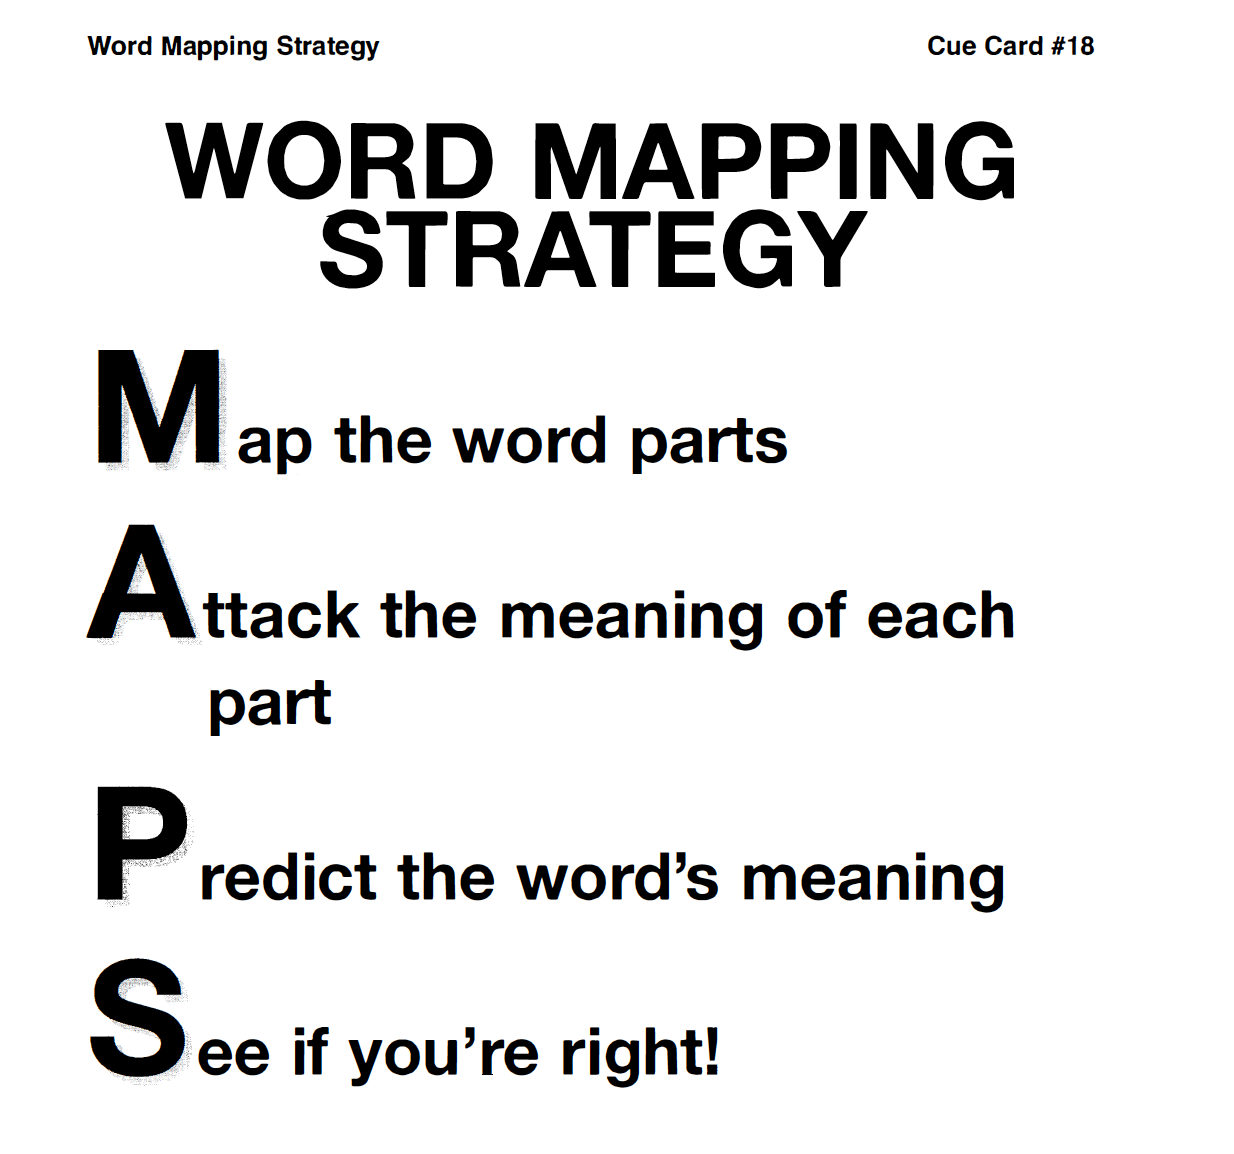 Word Mapping Strategy Cue Card #18
WORD MAPPING
STRATEGY
Map the word parts
Attack the meaning of each
part
Predict the word’s meaning
See if you’re right!